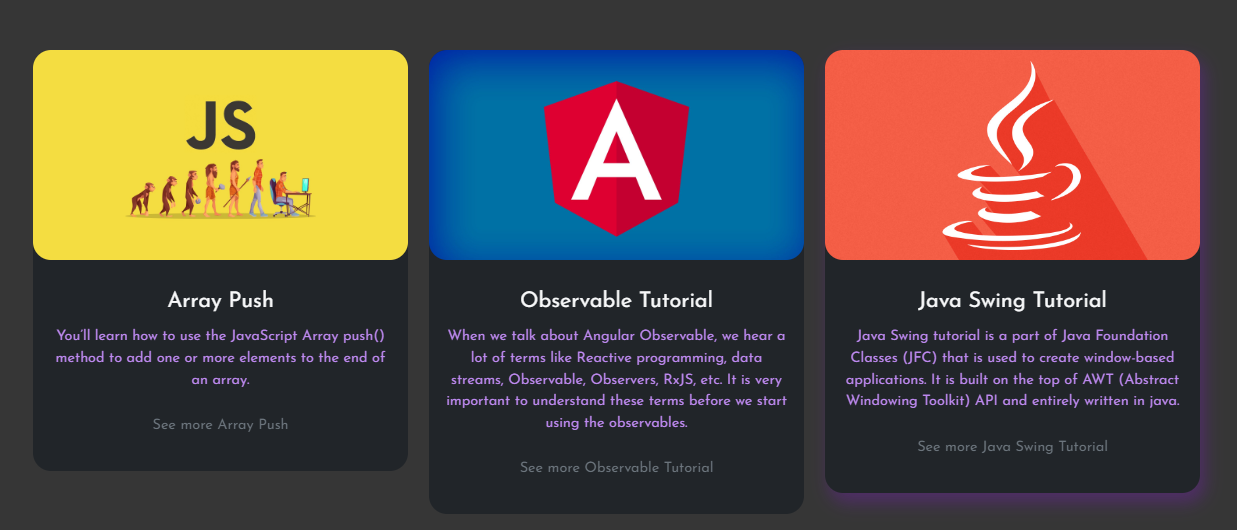 JS
Array Push
You'll learn how to use the JavaScript Array push()
method to add one or more elements to the end of
an array.
See more Array Push
A
Observable Tutorial
When we talk about Angular Observable, we hear a
lot of terms like Reactive programming, data
streams, Observable, Observers, RxJS, etc. It is very
important to understand these terms before we start
using the observables.
See more Observable Tutorial
Java Swing Tutorial
Java Swing tutorial is a part of Java Foundation
Classes (JFC) that is used to create window-based
applications. It is built on the top of AWT (Abstract
Windowing Toolkit) API and entirely written in java.
See more Java Swing Tutorial